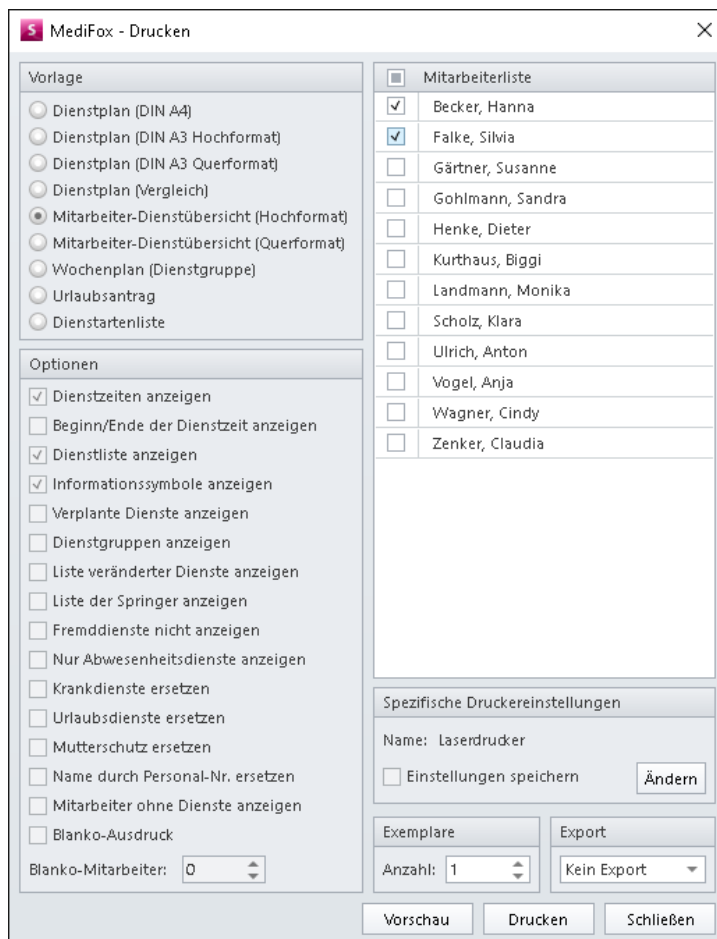 S MediFox - Drucken
Vorlage
Dienstplan (DIN A4)
Dienstplan (DIN A3 Hochformat)
Dienstplan (DIN A3 Querformat)
Dienstplan (Vergleich)
Mitarbeiter-Dienstübersicht (Hochformat)
Mitarbeiter-Dienstübersicht (Querformat)
Wochenplan (Dienstgruppe)
Urlaubsantrag
Dienstartenliste
Optionen
Dienstzeiten anzeigen
Beginn/Ende der Dienstzeit anzeigen
Dienstliste anzeigen
Informationssymbole anzeigen
Verplante Dienste anzeigen
Dienstgruppen anzeigen
Liste veränderter Dienste anzeigen
Liste der Springer anzeigen
Fremddienste nicht anzeigen
Nur Abwesenheitsdienste anzeigen
Krankdienste ersetzen
Urlaubsdienste ersetzen
Mutterschutz ersetzen
Name durch Personal-Nr. ersetzen
Mitarbeiter ohne Dienste anzeigen
Blanko-Ausdruck
Blanko-Mitarbeiter: 0
Mitarbeiterliste
Becker, Hanna
Falke, Silvia
Gärtner, Susanne
Gohlmann, Sandra
Henke, Dieter
Kurthaus, Biggi
Landmann, Monika
Scholz, Klara
Ulrich, Anton
Vogel, Anja
Wagner, Cindy
Zenker, Claudia
Spezifische Druckereinstellungen
Name: Laserdrucker
Einstellungen speichern Ändern
Exemplare
Anzahl: 1
Export
Kein Export
Vorschau Drucken Schließen